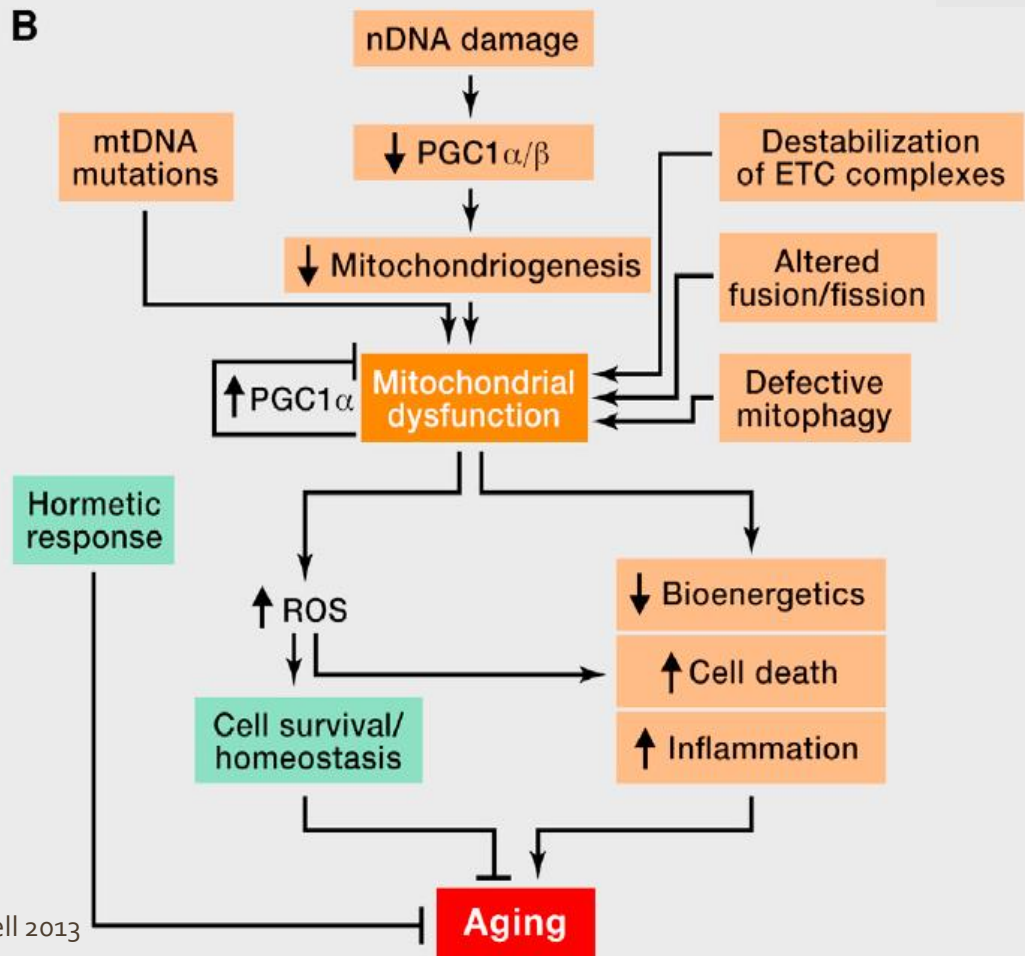 B
nDNA damage
↓ PGC1α/β
↓ Mitochondriogenesis
mtDNA
mutations
Destabilization
of ETC complexes
Altered
fusion/fission
Defective
mitophagy
↑ PGC1α
Mitochondrial
dysfunction
Hormetic
response
↑ ROS
Cell survival/
homeostasis
↓ Bioenergetics
↑ Cell death
↑ Inflammation
Aging
2013